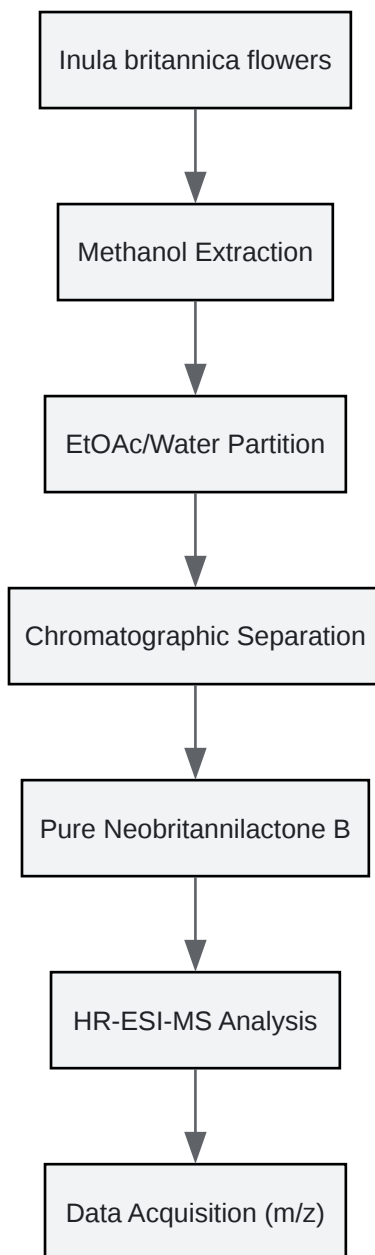 Inula britannica flowers
Methanol Extraction
EtOAc/Water Partition
Chromatographic Separation
Pure Neobritannilactone B
HR-ESI-MS Analysis
Data Acquisition (m/z)